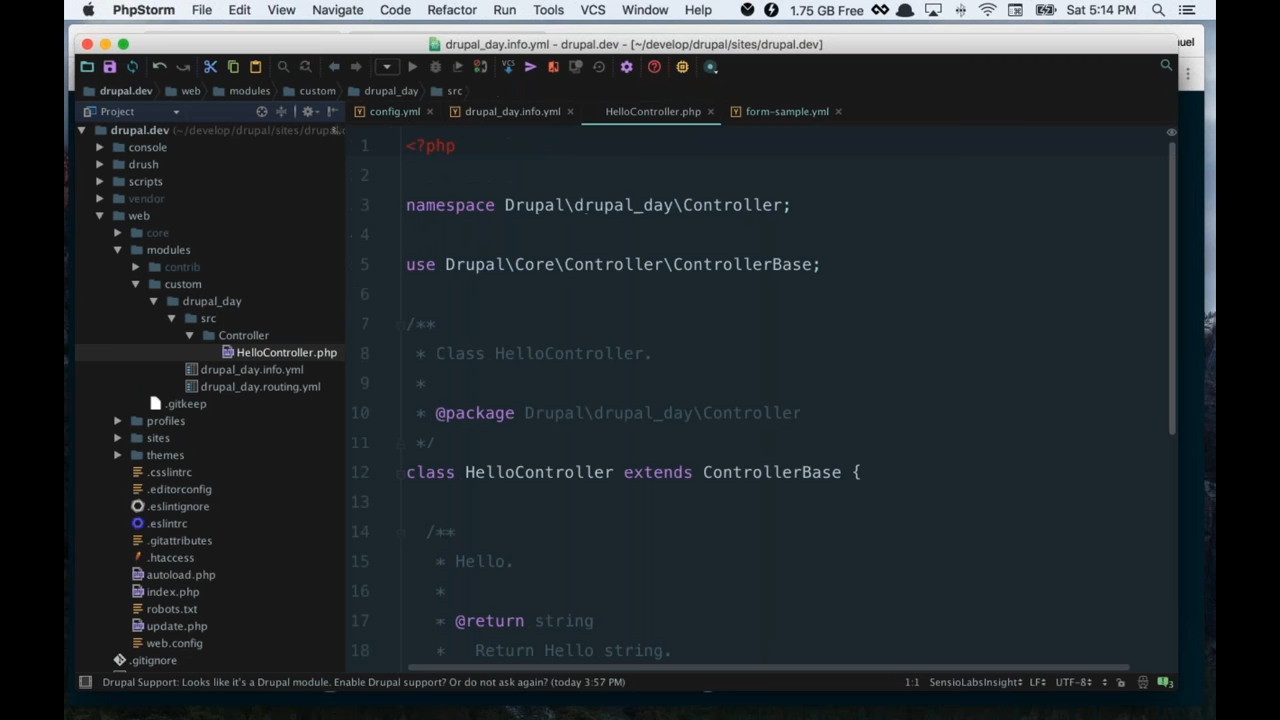 PhpStorm File Edit View Navigate Code Refactor Run Tools VCS Window Help 1.75 GB Free Sat 5:14 PM
drupal_day.info.yml - drupal.dev - [~/develop/drupal/sites/drupal.dev]
uel
VCS
drupal.dev web modules custom drupal_day src
Project
config.yml drupal_day.info.yml HelloController.php form-sample.yml
drupal.dev (~/develop/drupal/sites/drupal.
console
drush
scripts
vendor
web
core
modules
contrib
custom
drupal_day
src
Controller
HelloController.php
drupal_day.info.yml
drupal_day.routing.yml
.gitkeep
profiles
sites
themes
.csslintrc
.editorconfig
.eslintignore
.eslintrc
.gitattributes
.htaccess
autoload.php
index.php
robots.txt
update.php
web.config
.gitignore
1 <?php
2
3 namespace Drupal\drupal_day\Controller;
4
5 use Drupal\Core\Controller\ControllerBase;
6
7 /**
8 * Class HelloController.
9 *
10 * @package Drupal\drupal_day\Controller
11 */
12 class HelloController extends ControllerBase {
13
14 /**
15 * Hello.
16 *
17 * @return string
18 * Return Hello string.
Drupal Support: Looks like it's a Drupal module. Enable Drupal support? Or do not ask again? (today 3:57 PM) 1:1 SensioLabsInsight LF UTF-8 3